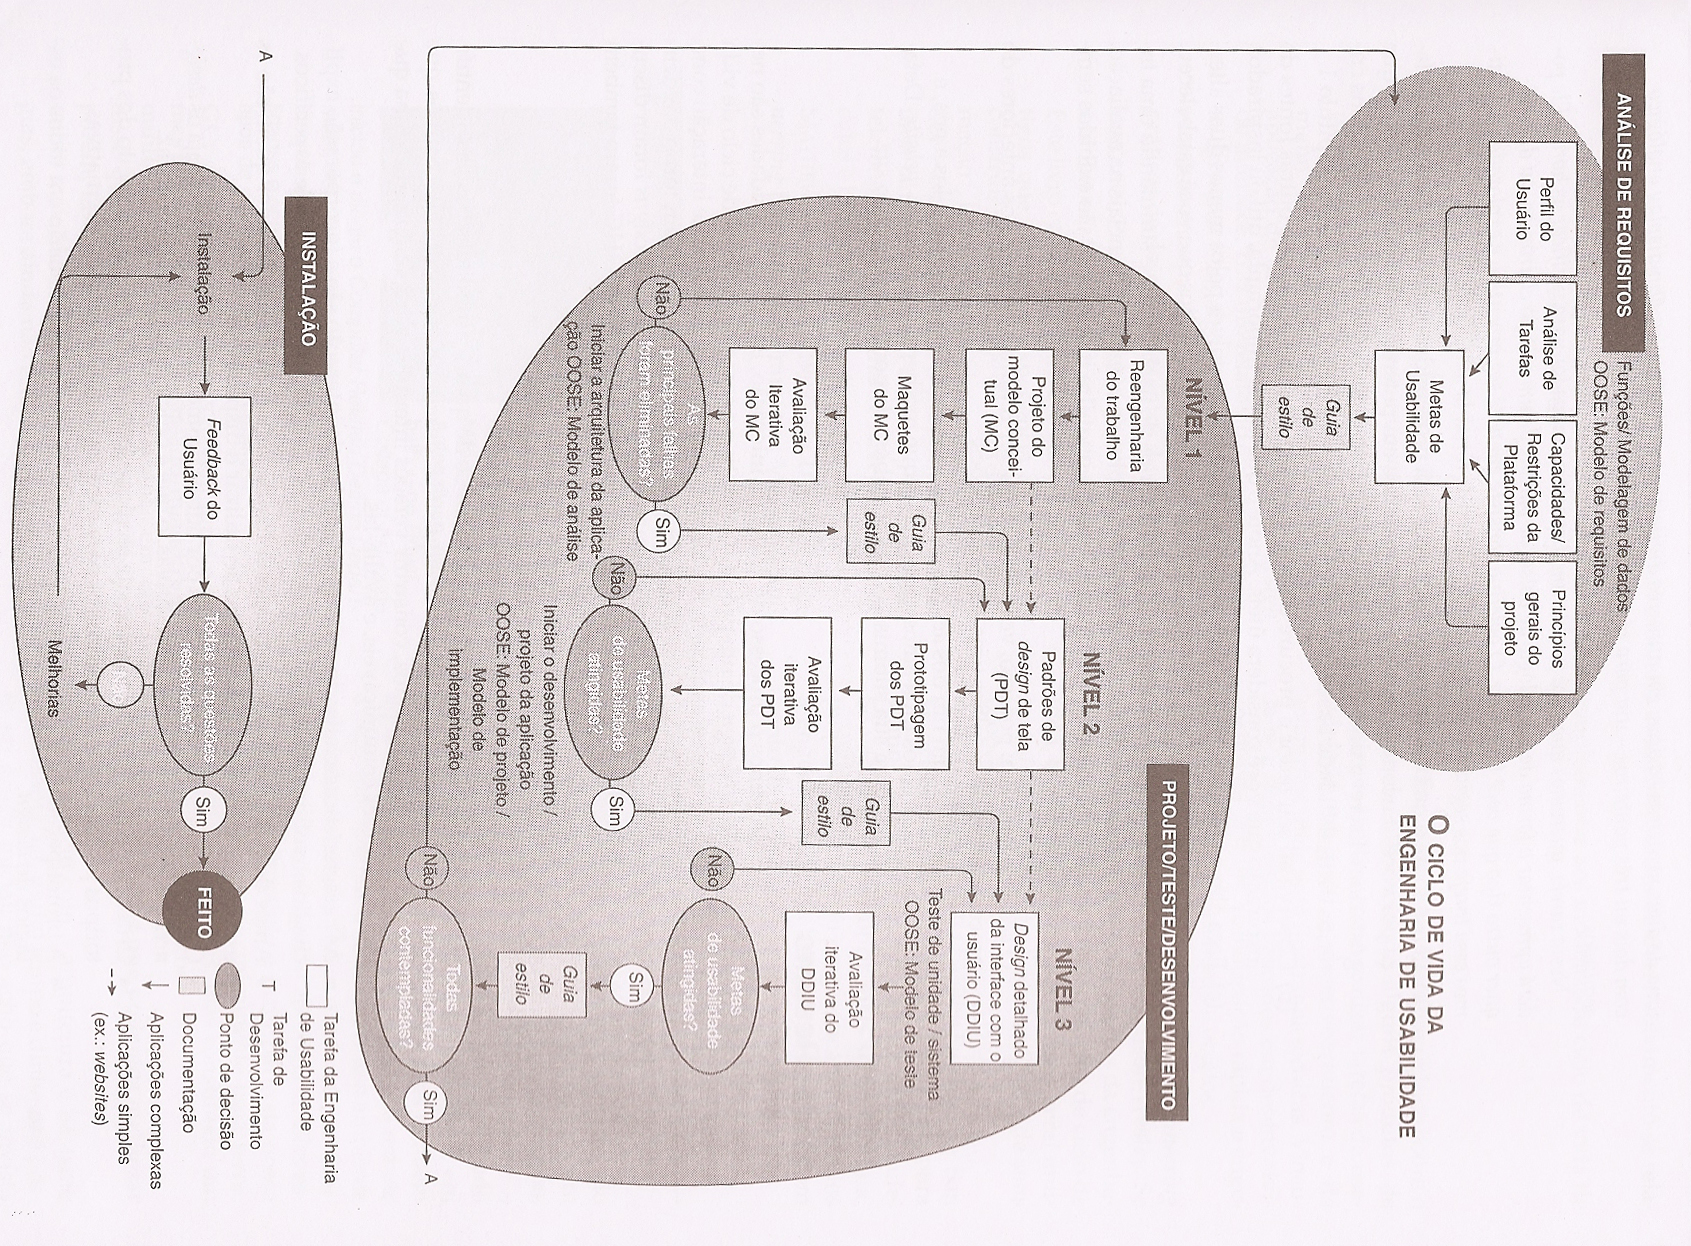 O CICLO DE VIDA DA
ENGENHARIA DE USABILIDADE
ANÁLISE DE REQUISITOS
Funções/ Modelagem de dados
OOSE: Modelo de requisitos
Perfil do
Usuário
Análise de
Tarefas
Capacidades/
Restrições da
Plataforma
Princípios
gerais do
projeto
Metas de
Usabilidade
Guia
de
estilo
PROJETO/TESTE/DESENVOLVIMENTO
NÍVEL 1
Reengenharia
do trabalho
Projeto do
modelo concei-
tual (MC)
Maquetes
do MC
Avaliação
Iterativa
do MC
Não
As
principais falhas
foram eliminadas?
Sim
Iniciar a arquitetura da aplica-
ção OOSE: Modelo de análise
Guia
de
estilo
NÍVEL 2
Padrões de
design de tela
(PDT)
Prototipagem
dos PDT
Avaliação
iterativa
dos PDT
Não
Metas
de usabilidade
atingidas?
Sim
Iniciar o desenvolvimento /
projeto da aplicação
OOSE: Modelo de projeto /
Modelo de
implementação
Guia
de
estilo
NÍVEL 3
Design detalhado
da interface com o
usuário (DDIU)
Teste de unidade / sistema
OOSE: Modelo de teste
Avaliação
iterativa do
DDIU
Não
Metas
de usabilidade
atingidas?
Sim
Guia
de
estilo
Não
Todas
funcionalidades
contempladas?
Sim
A
INSTALAÇÃO
A
Instalação
Feedback do
Usuário
Todas as questões
resolvidas?
Sim
FEITO
Melhorias
Tarefa da Engenharia
de Usabilidade
T
Tarefa de
Desenvolvimento
Ponto de decisão
Documentação
Aplicações complexas
Aplicações simples
(ex.: websites)